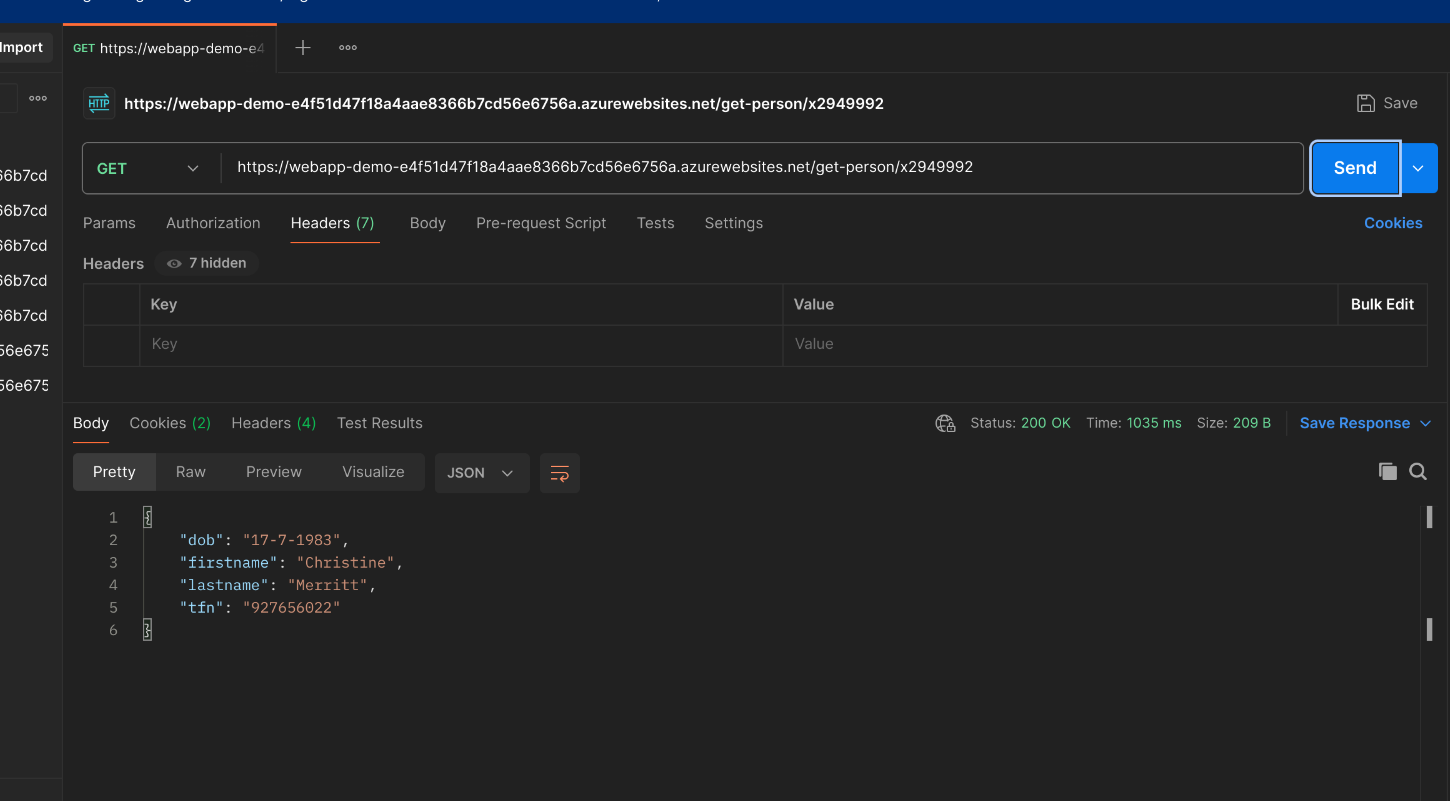 Import
GET https://webapp-demo-e4
https://webapp-demo-e4f51d47f18a4aae8366b7cd56e6756a.azurewebsites.net/get-person/x2949992
Save
GET
https://webapp-demo-e4f51d47f18a4aae8366b7cd56e6756a.azurewebsites.net/get-person/x2949992
Send
66b7cd
66b7cd
66b7cd
66b7cd
66b7cd
56e675
56e675
Params Authorization Headers (7) Body Pre-request Script Tests Settings Cookies
Headers 7 hidden
Key Value Bulk Edit
Key Value
Body Cookies (2) Headers (4) Test Results Status: 200 OK Time: 1035 ms Size: 209 B Save Response
Pretty Raw Preview Visualize JSON
1 {
2 "dob": "17-7-1983",
3 "firstname": "Christine",
4 "lastname": "Merritt",
5 "tfn": "927656022"
6 }